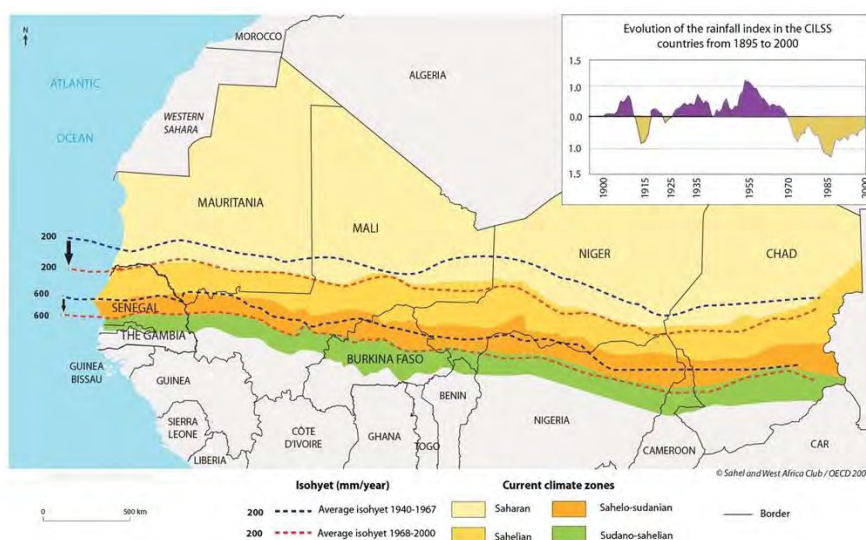 MOROCCO
Evolution of the rainfall index in the CILSS
countries from 1895 to 2000
1.5
1.0
0.0
1.0
1.5
1900
1915
1925
1935
1955
1970
1985
2000
N
ATLANTIC
OCEAN
ALGERIA
WESTERN
SAHARA
MAURITANIA
MALI
NIGER
CHAD
200
200
600
600
SENEGAL
THE GAMBIA
GUINEA
BISSAU
GUINEA
BURKINA FASO
BENIN
NIGERIA
SIERRA
LEONE
CÔTE
D'IVOIRE
GHANA
TOGO
CAMEROON
CAR
LIBERIA
© Sahel and West Africa Club / OECD 200
Isohyet (mm/year)
Current climate zones
200 Average isohyet 1940-1967
Saharan
Sahelo-sudanian
Border
0 500 km
200 Average isohyet 1968-2000
Sahelian
Sudano-sahelian